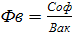 Фв = Соф / Вак